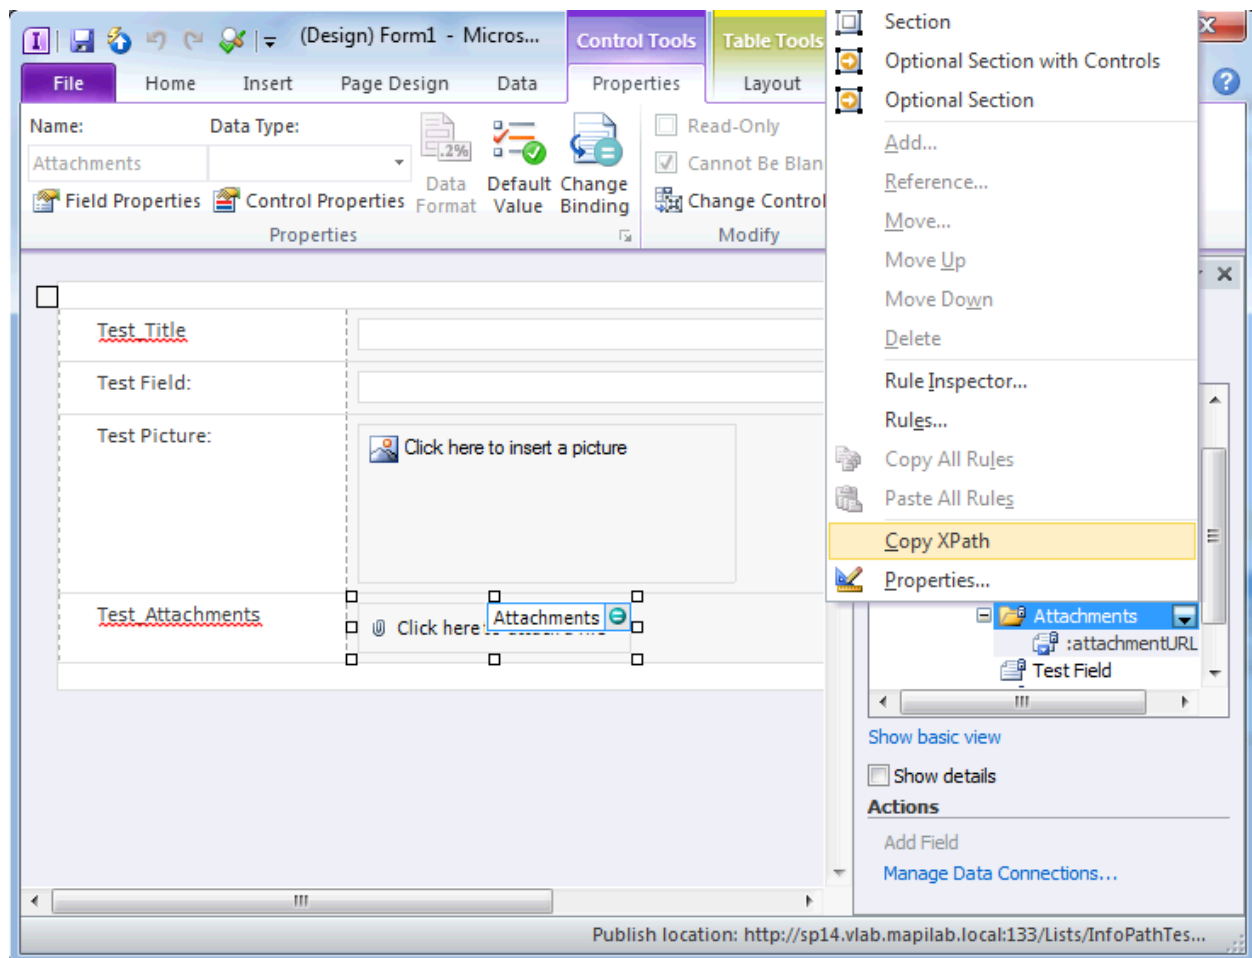 (Design) Form1 - Micros...
Control Tools
Table Tools
File
Home
Insert
Page Design
Data
Properties
Layout
Name:
Data Type:
Attachments
Field Properties
Control Properties
.2%
Data Format
Default Value
Change Binding
Read-Only
Cannot Be Blan
Change Control
Properties
Modify
Test_Title
Test Field:
Test Picture:
Click here to insert a picture
Test_Attachments
Click here
Attachments
Section
Optional Section with Controls
Optional Section
Add...
Reference...
Move...
Move Up
Move Down
Delete
Rule Inspector...
Rules...
Copy All Rules
Paste All Rules
Copy XPath
Properties...
Attachments
:attachmentURL
Test Field
Show basic view
Show details
Actions
Add Field
Manage Data Connections...
Publish location: http://sp14.vlab.mapilab.local:133/Lists/InfoPathTes...